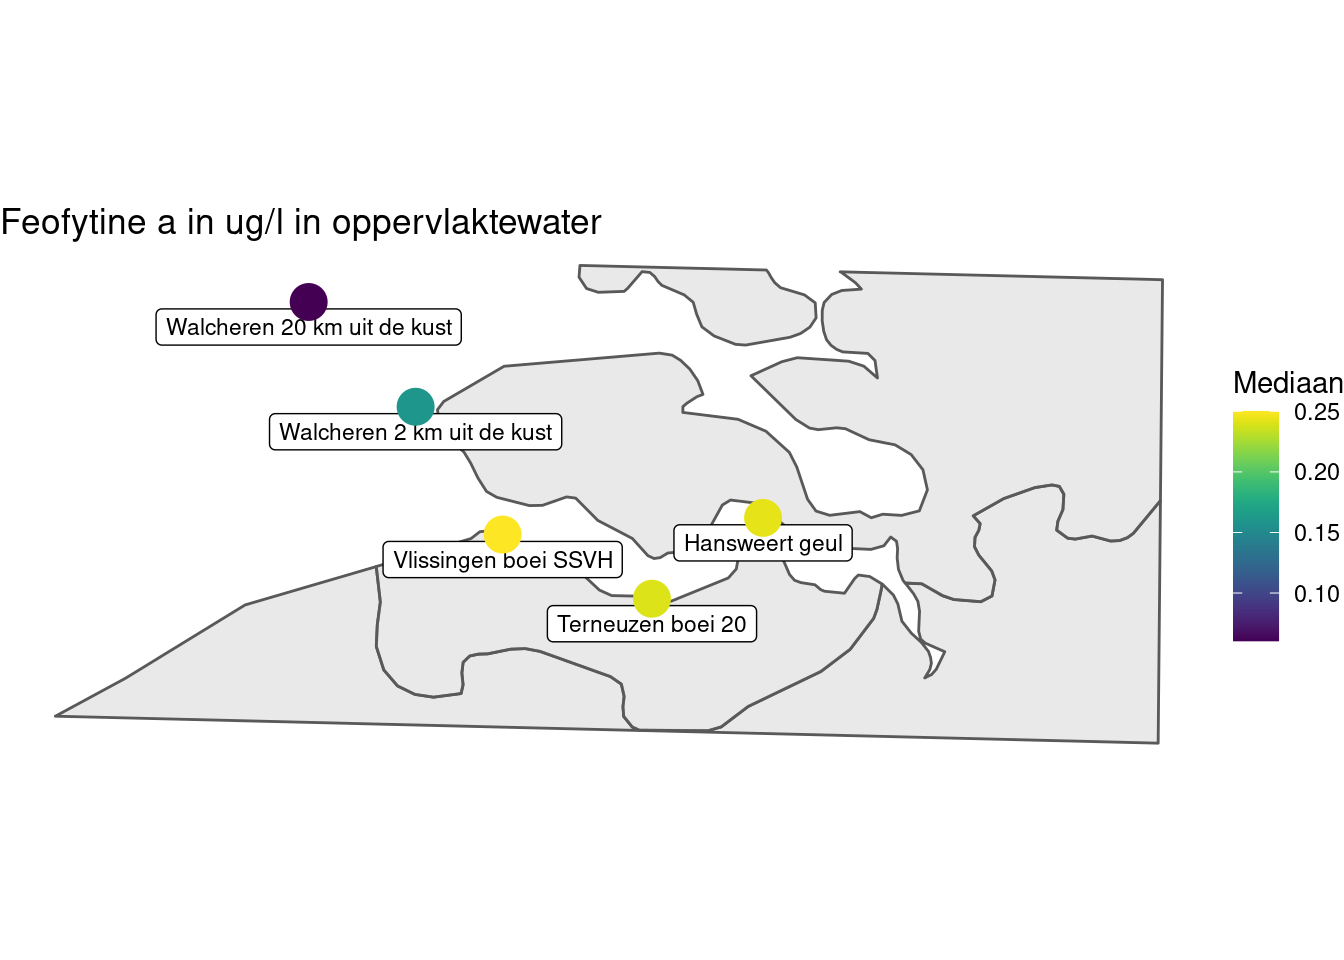 Feofytine a in ug/l in oppervlaktewater
Walcheren 20 km uit de kust
Walcheren 2 km uit de kust
Vlissingen boei SSVH
Hansweert geul
Terneuzen boei 20
Mediaan
0.25
0.20
0.15
0.10